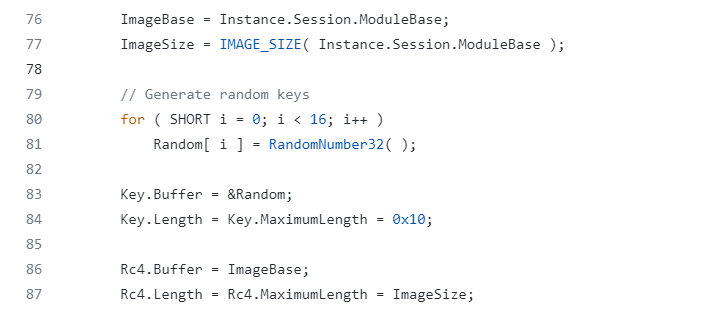 76 ImageBase = Instance.Session.ModuleBase;
77 ImageSize = IMAGE_SIZE( Instance.Session.ModuleBase );
78
79 // Generate random keys
80 for ( SHORT i = 0; i < 16; i++ )
81 Random[ i ] = RandomNumber32( );
82
83 Key.Buffer = &Random;
84 Key.Length = Key.MaximumLength = 0x10;
85
86 Rc4.Buffer = ImageBase;
87 Rc4.Length = Rc4.MaximumLength = ImageSize;